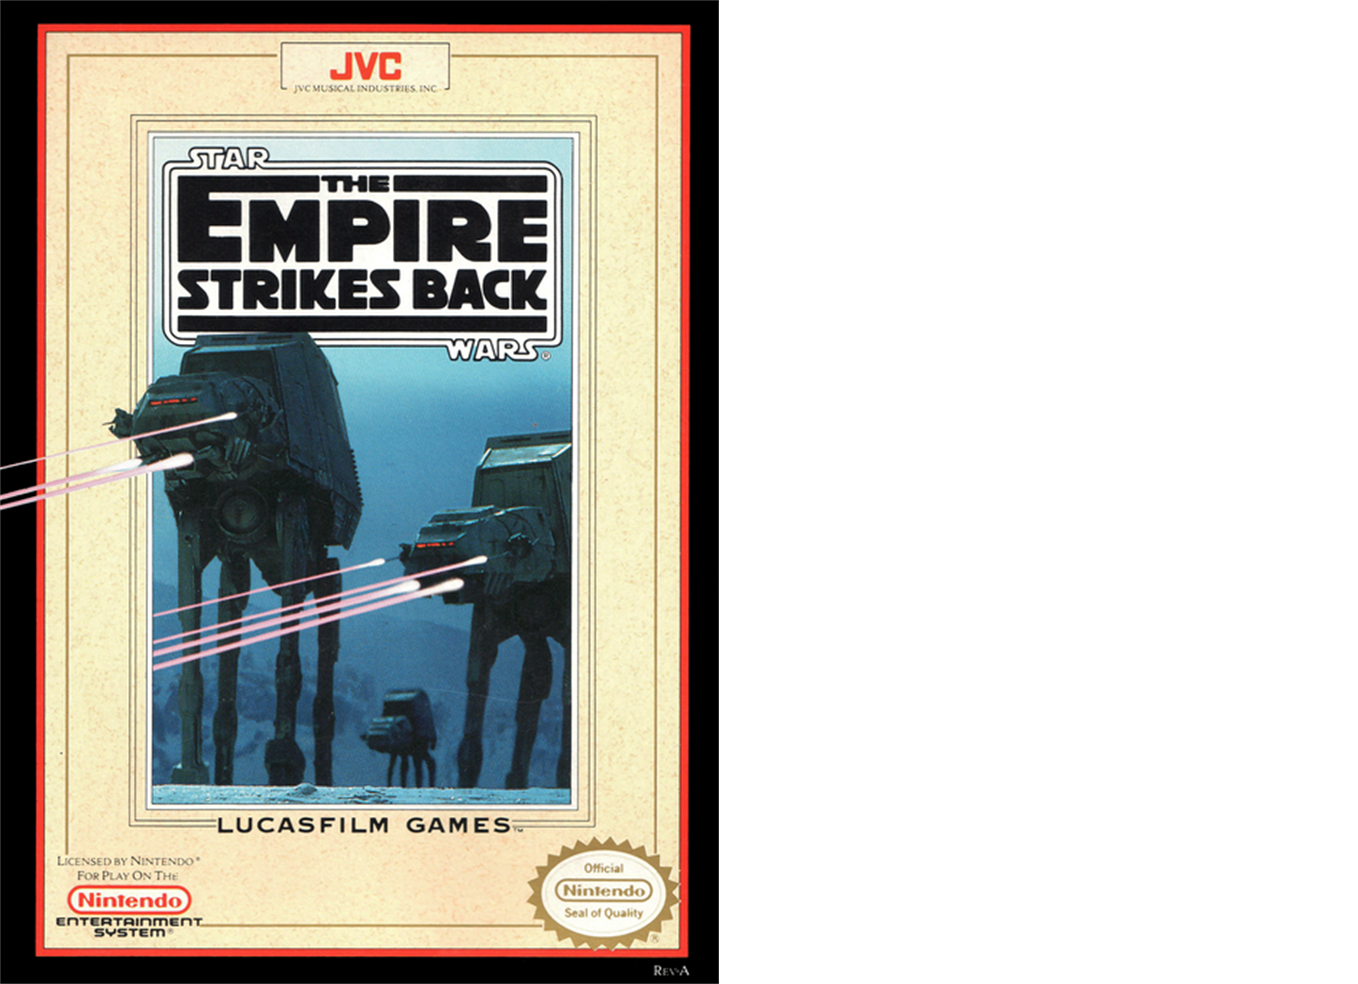 JVC
JVC MUSICAL INDUSTRIES, INC.
STAR
THE
EMPIRE
STRIKES BACK
WARS®
LUCASFILM GAMES™
LICENSED BY NINTENDO®
FOR PLAY ON THE
Nintendo
ENTERTAINMENT
SYSTEM®
Official
Nintendo
Seal of Quality
®
REV-A